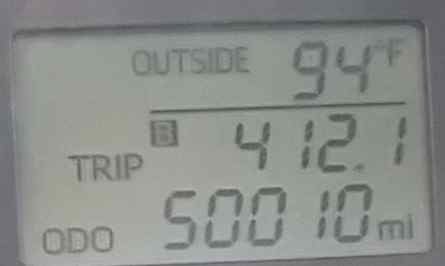 OUTSIDE 94°F
TRIP B 412.1
ODO 50010 mi